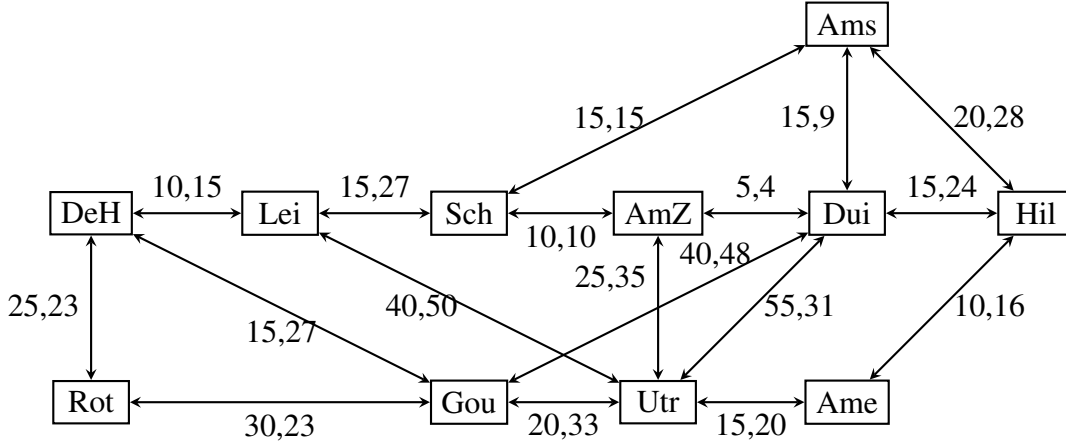 Ams
15,15
15,9
20,28
10,15
15,27
5,4
15,24
DeH
Lei
Sch
AmZ
Dui
Hil
10,10
40,48
25,35
25,23
15,27
40,50
55,31
10,16
Rot
Gou
Utr
Ame
30,23
20,33
15,20